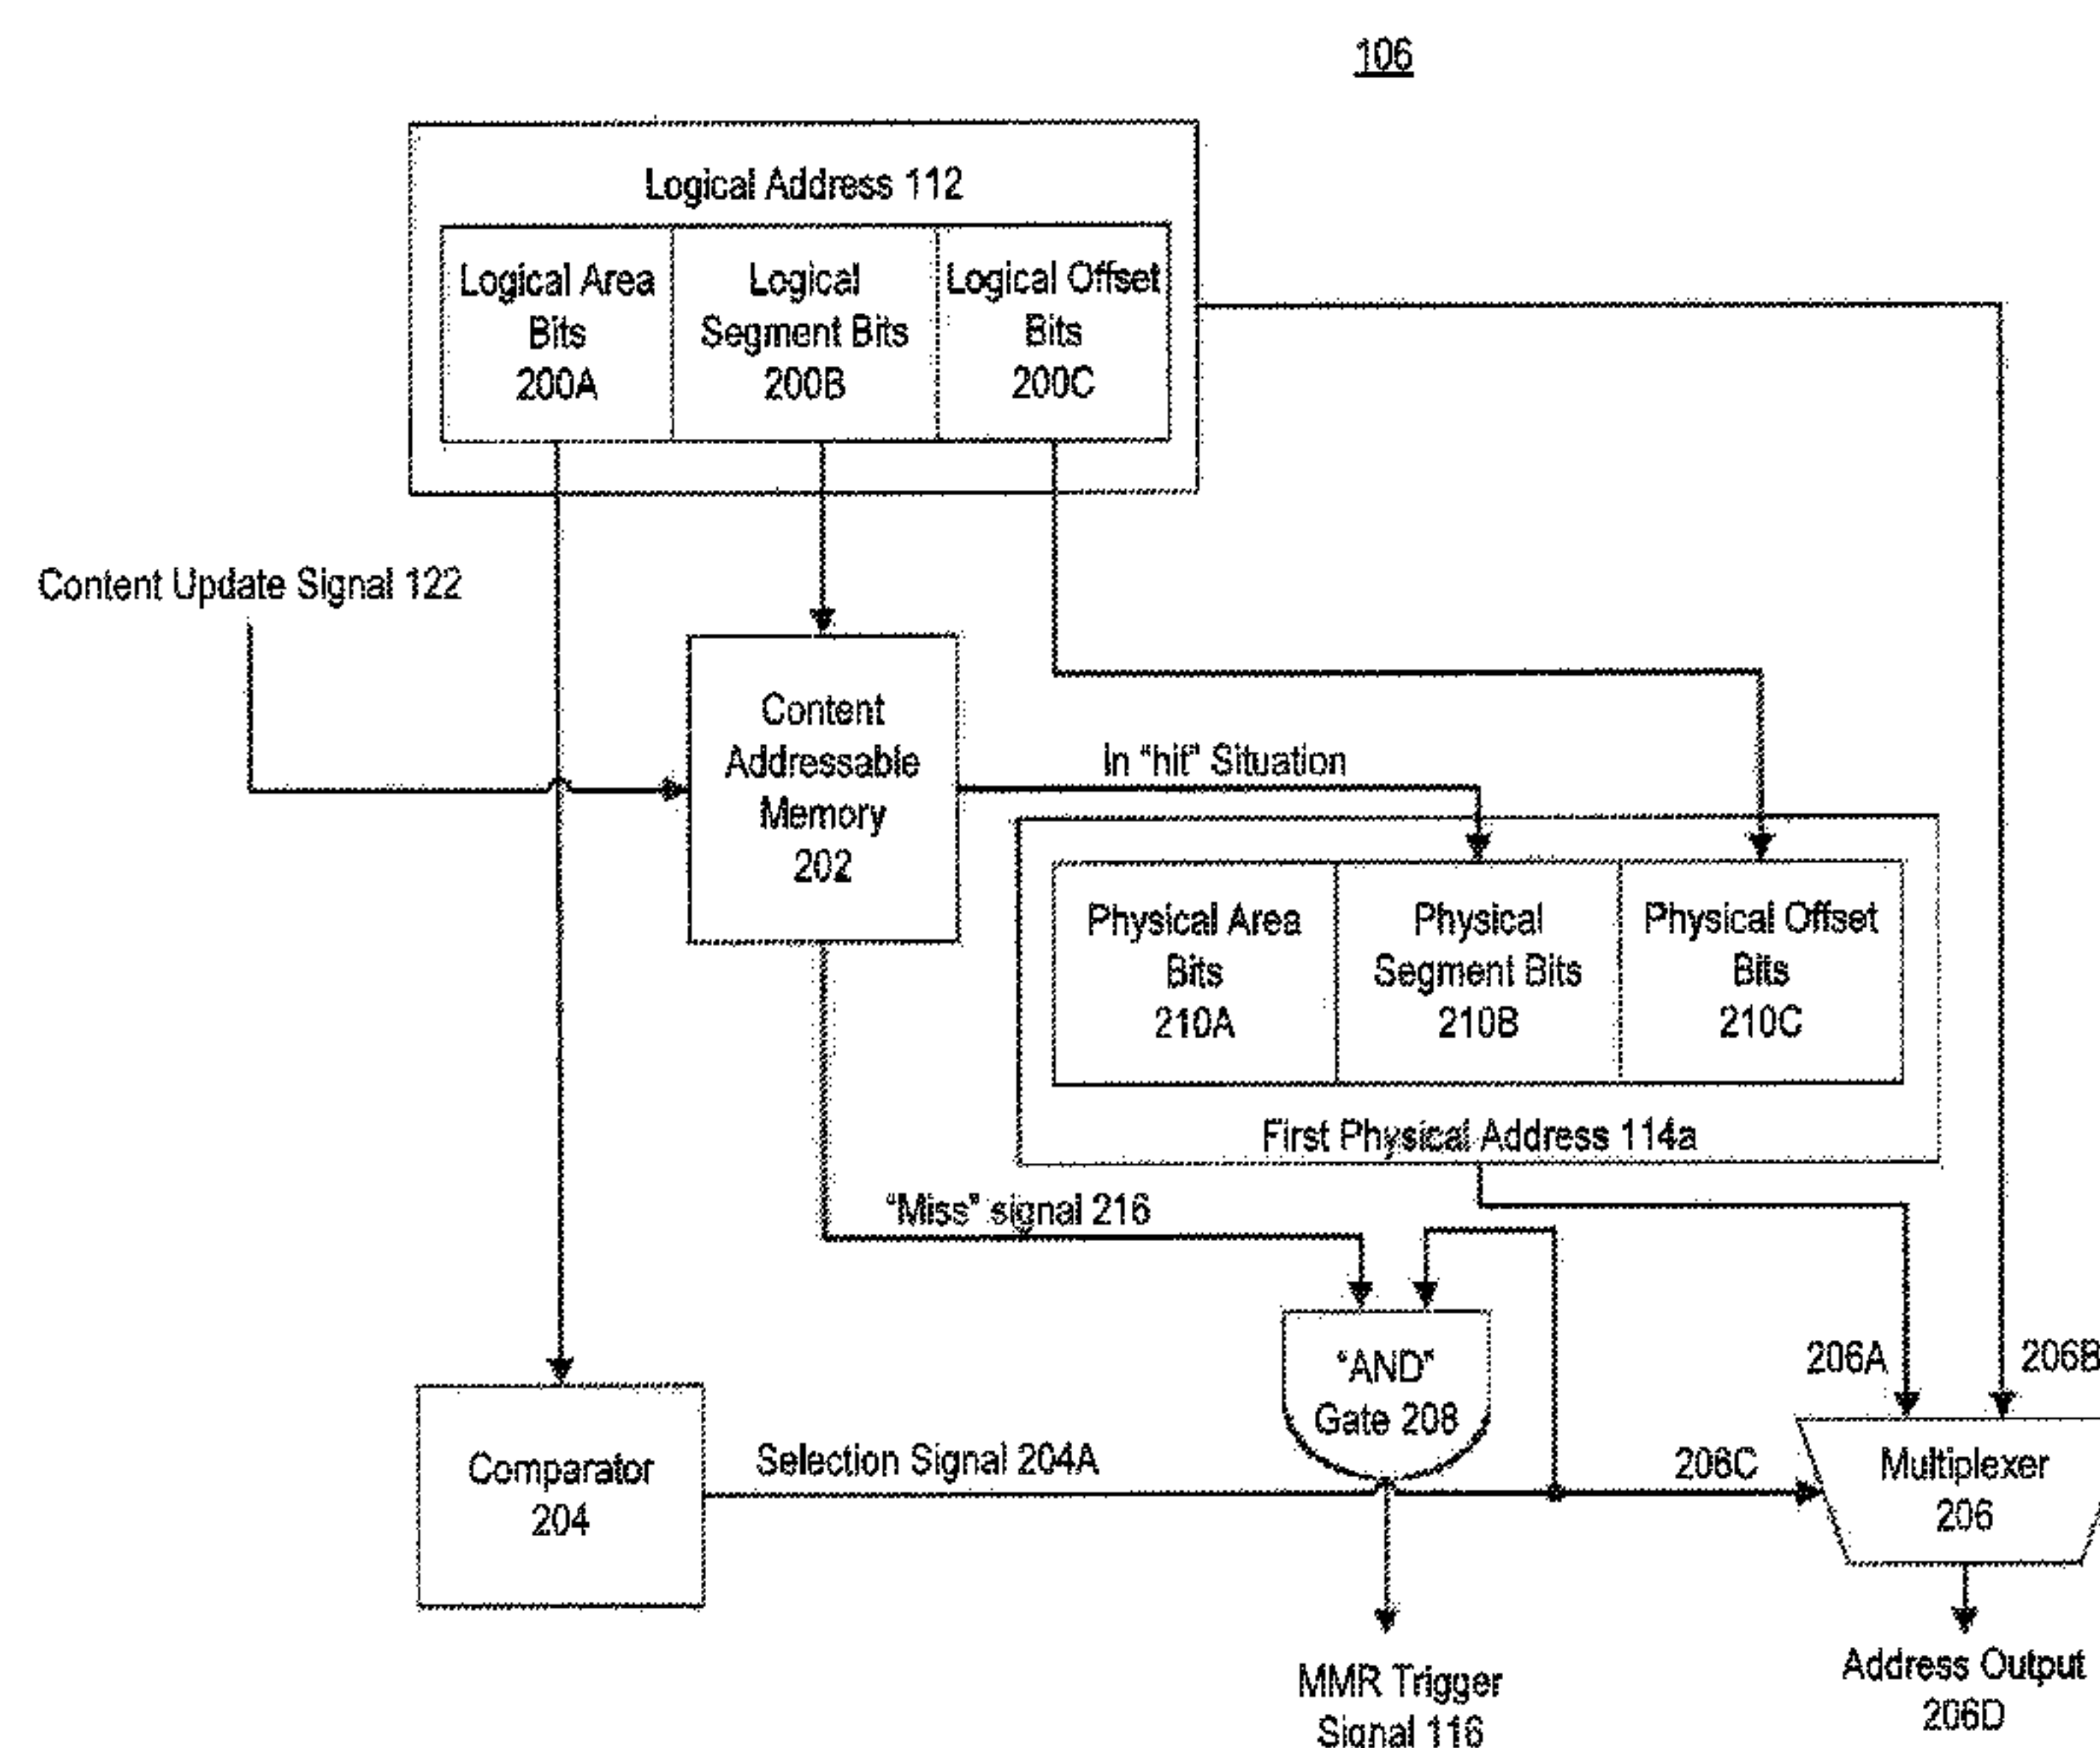 106
Logical Address 112
Logical Area
Bits
200A
Logical
Segment Bits
200B
Logical Offset
Bits
200C
Content Update Signal 122
Content
Addressable
Memory
202
In "hit" Situation
Physical Area
Bits
210A
Physical
Segment Bits
210B
Physical Offset
Bits
210C
First Physical Address 114a
"Miss" signal 216
"AND"
Gate 208
206A
206B
Comparator
204
Selection Signal 204A
206C
Multiplexer
206
MMR Trigger
Signal 116
Address Output
206D